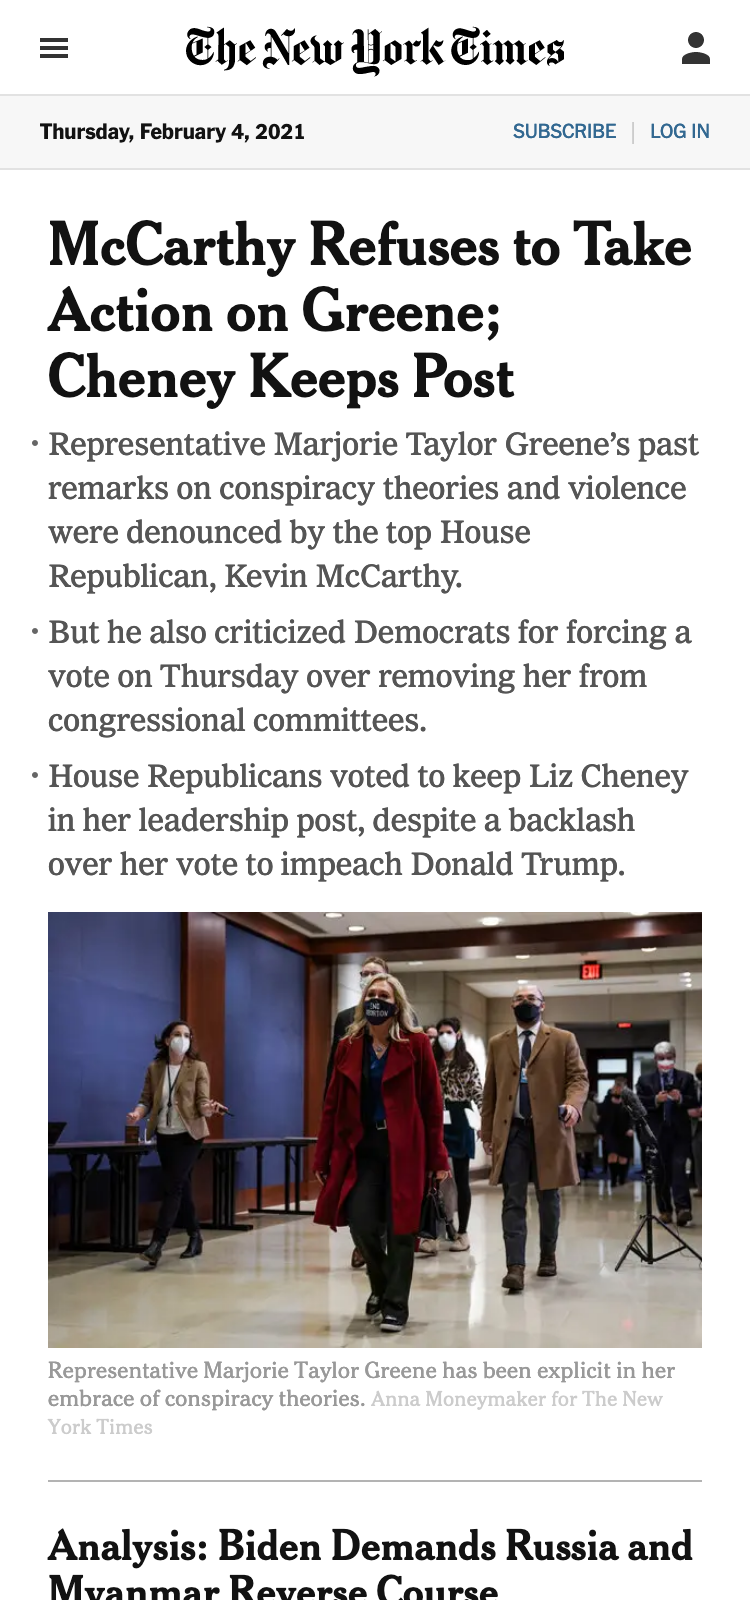 The New York Times
Thursday, February 4, 2021
SUBSCRIBE | LOG IN
McCarthy Refuses to Take
Action on Greene;
Cheney Keeps Post
• Representative Marjorie Taylor Greene’s past
remarks on conspiracy theories and violence
were denounced by the top House
Republican, Kevin McCarthy.
• But he also criticized Democrats for forcing a
vote on Thursday over removing her from
congressional committees.
• House Republicans voted to keep Liz Cheney
in her leadership post, despite a backlash
over her vote to impeach Donald Trump.
EXIT
Representative Marjorie Taylor Greene has been explicit in her
embrace of conspiracy theories. Anna Moneymaker for The New
York Times
Analysis: Biden Demands Russia and
Myanmar Reverse Course